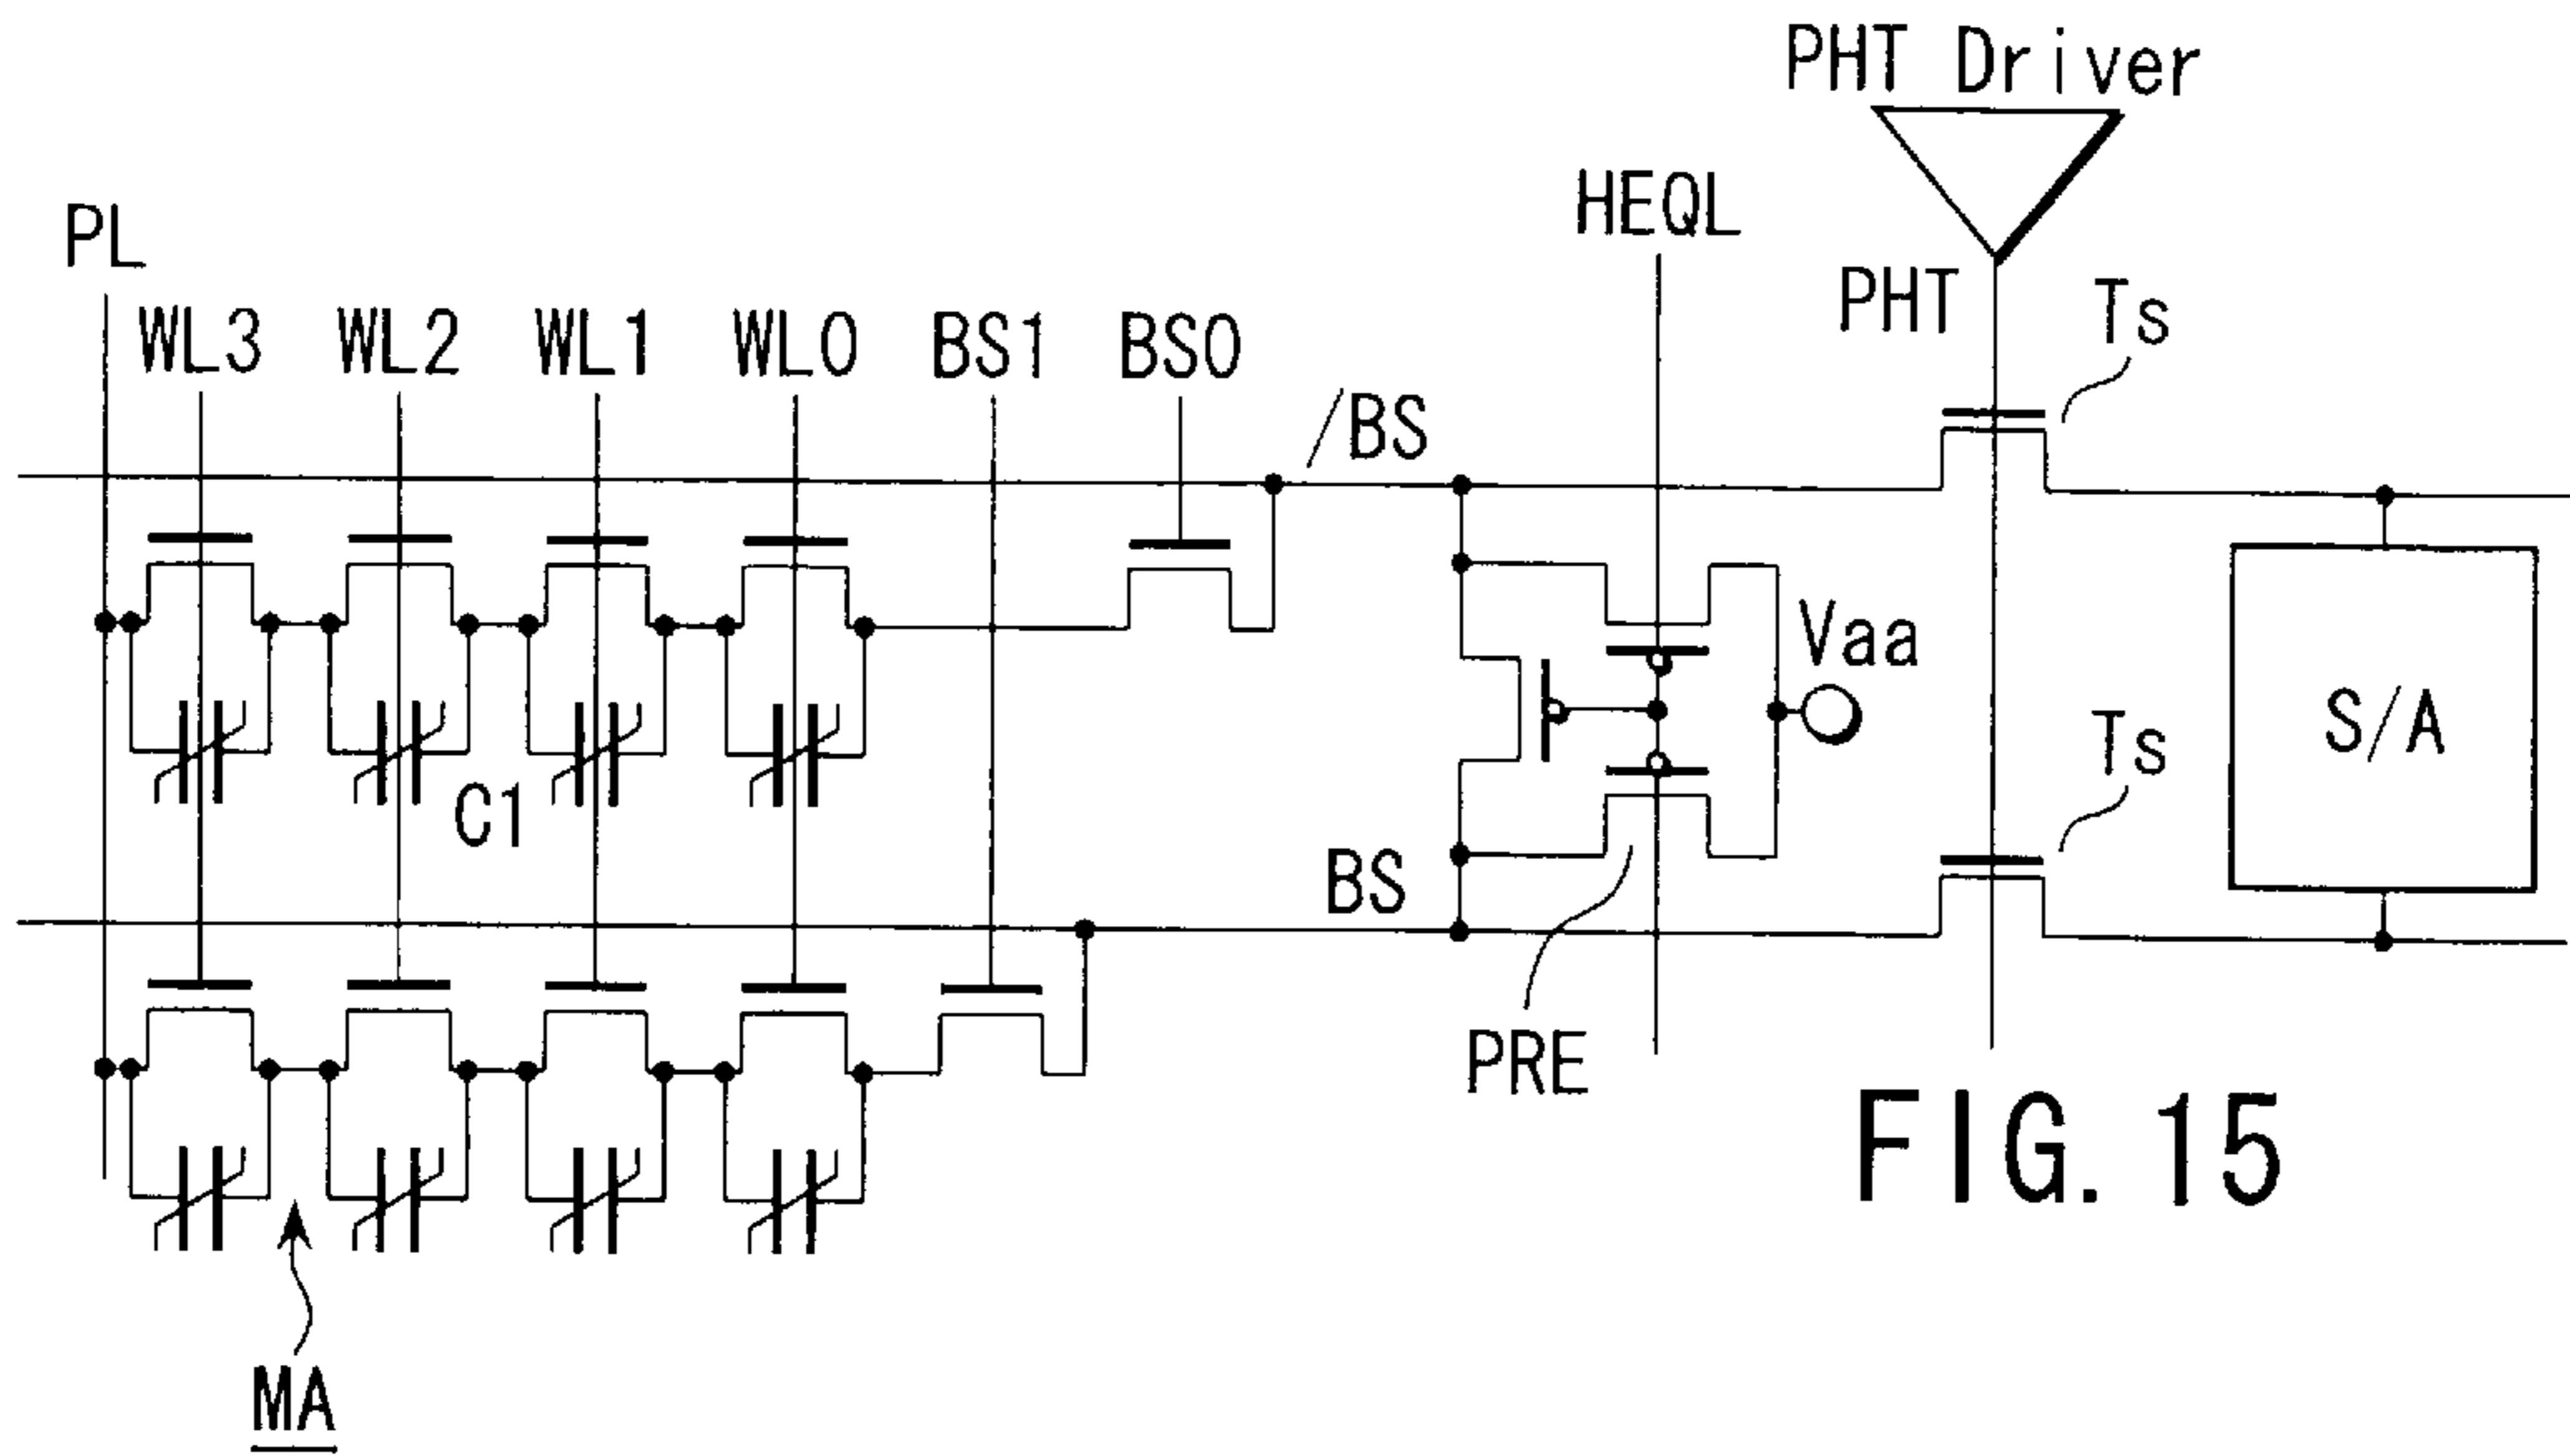 PHT Driver
HEQL
PL
PHT
Ts
WL3 WL2 WL1 WL0 BS1 BS0
/BS
Vaa
S/A
Ts
C1
BS
PRE
FIG. 15
MA